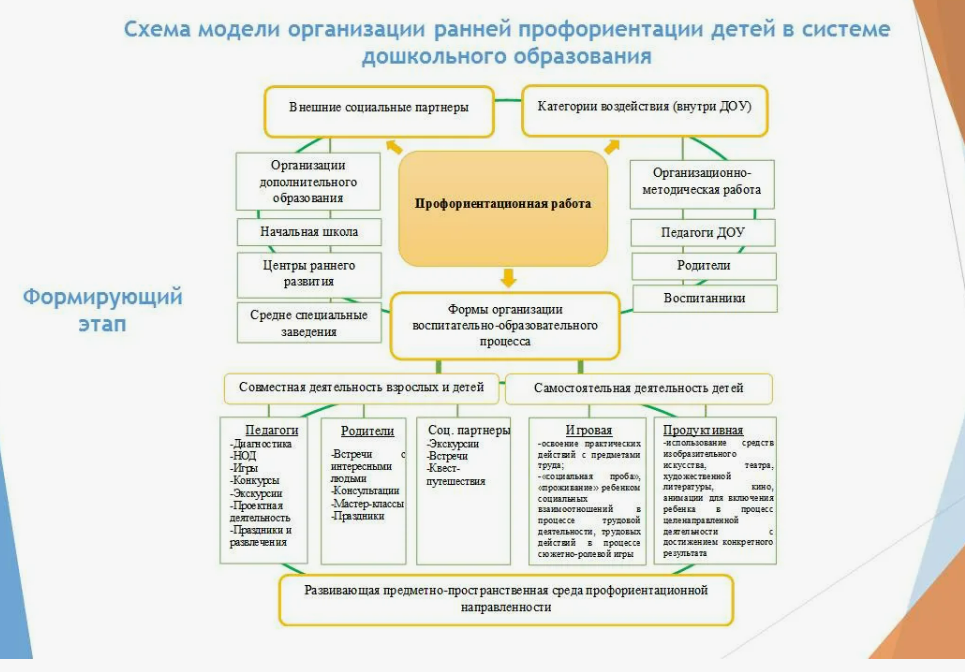 Схема модели организации ранней профориентации детей в системе
дошкольного образования
Внешние социальные партнеры
Категории воздействия (внутри ДОУ)
Организации
дополнительного
образования
Начальная школа
Центры раннего
развития
Средне специальные
заведения
Профориентационная работа
Организационно-
методическая работа
Педагоги ДОУ
Родители
Воспитанники
Формирующий
этап
Формы организации
воспитательно-образовательного
процесса
Совместная деятельность взрослых и детей
Самостоятельная деятельность детей
Педагоги
-Диагностика
-НОД
-Игры
-Конкурсы
-Экскурсии
-Проектная
деятельность
-Праздники и
развлечения
Родители
-Встречи с
интересными
людьми
-Консультации
-Мастер-классы
-Праздники
Соц. партнеры
-Экскурсии
-Встречи
-Квест-
путешествия
Игровая
-освоение практических
действий с предметами
труда;
-«социальная проба»,
«проживание» ребенком
социальных
взаимоотношений в
процессе трудовой
деятельности, трудовых
действий в процессе
сюжетно-ролевой игры
Продуктивная
-использование средств
изобразительного
искусства, театра,
художественной
литературы, кино,
анимации для включения
ребенка в процесс
целенаправленной
деятельности с
достижением конкретного
результата
Развивающая предметно-пространственная среда профориентационной
направленности